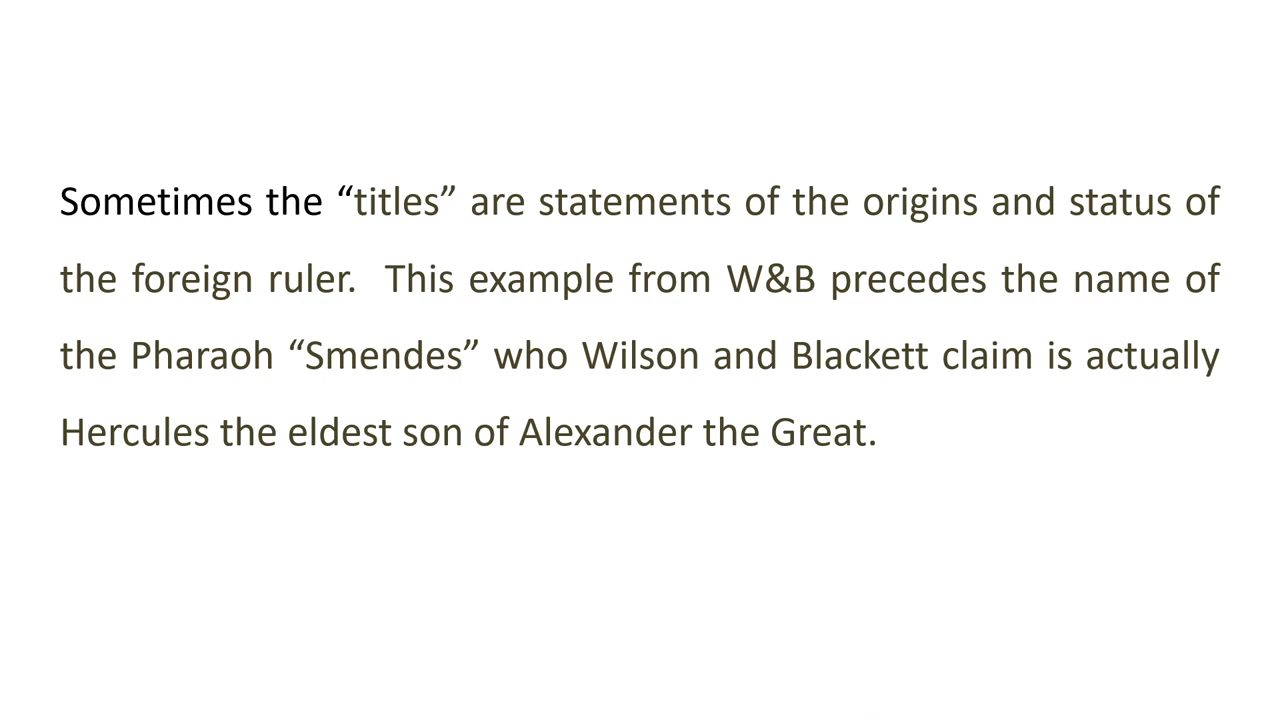 Sometimes the “titles” are statements of the origins and status of
the foreign ruler.  This example from W&B precedes the name of
the Pharaoh “Smendes” who Wilson and Blackett claim is actually
Hercules the eldest son of Alexander the Great.